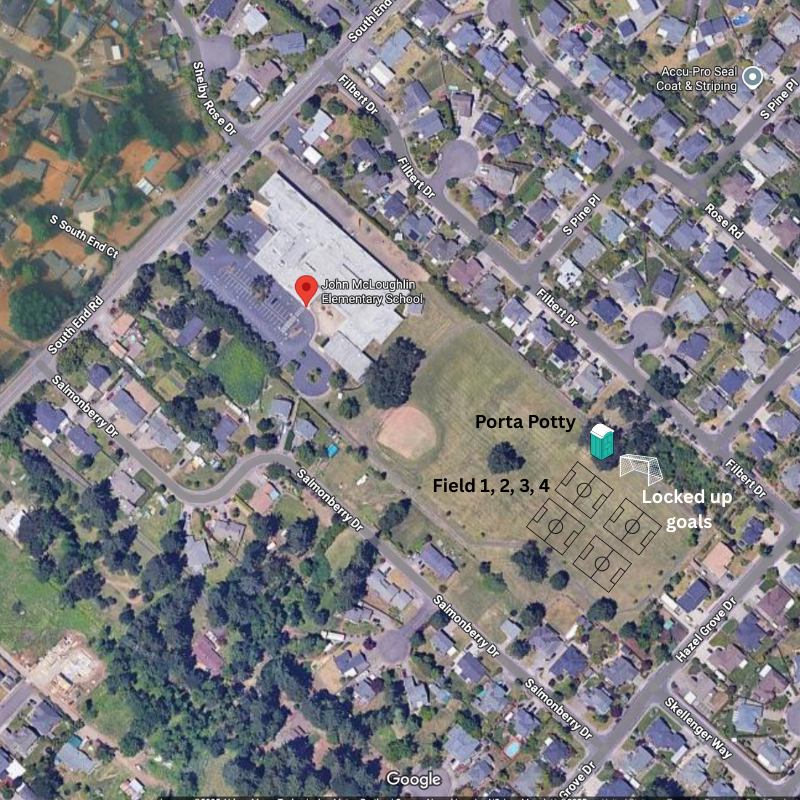 South End
Shelby Rose Dr
Filbert Dr
Accu-Pro Seal
Coat & Striping
S Pine Pl
Filbert Dr
S Pine Pl
Rose Rd
S South End Ct
John McLoughlin
Elementary School
Filbert Dr
South End Rd
Salmonberry Dr
Porta Potty
Field 1, 2, 3, 4
Filbert Dr
Locked up
goals
Salmonberry Dr
Salmonberry Dr
Hazel Grove Dr
Salmonberry Dr
Skellenger Way
Grove Dr
Google